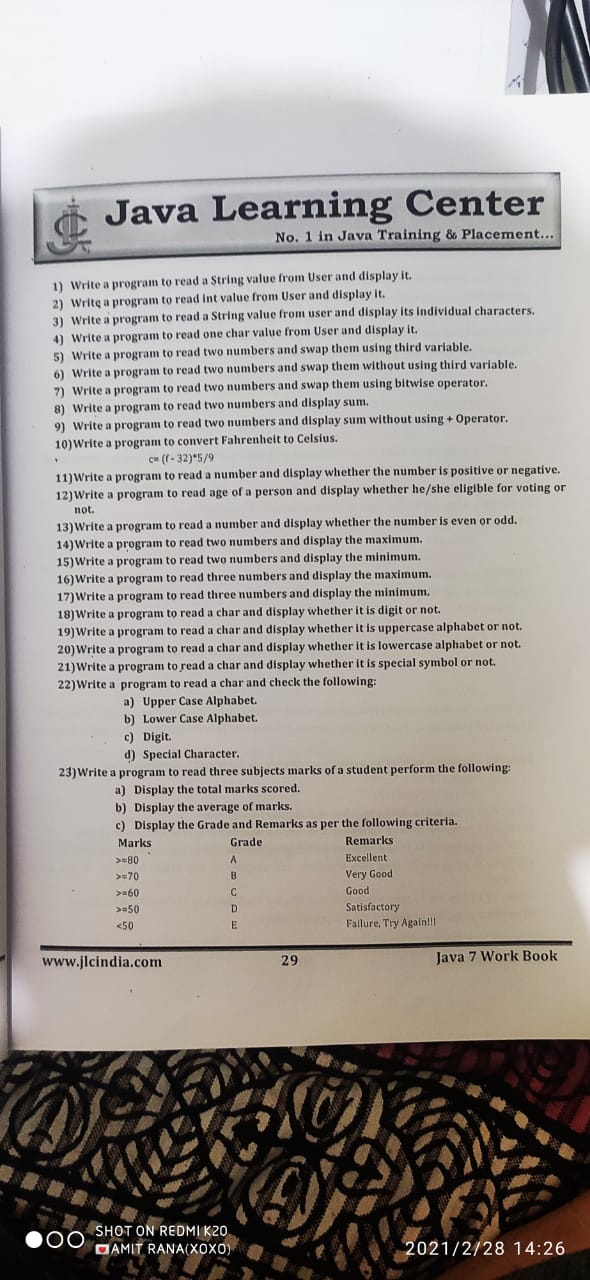 Java Learning Center
No. 1 in Java Training & Placement...
1) Write a program to read a String value from User and display it.
2) Write a program to read int value from User and display it.
3) Write a program to read a String value from user and display its individual characters.
4) Write a program to read one char value from User and display it.
5) Write a program to read two numbers and swap them using third variable.
6) Write a program to read two numbers and swap them without using third variable.
7) Write a program to read two numbers and swap them using bitwise operator.
8) Write a program to read two numbers and display sum.
9) Write a program to read two numbers and display sum without using + Operator.
10)Write a program to convert Fahrenheit to Celsius.
c= (f - 32)*5/9
11)Write a program to read a number and display whether the number is positive or negative.
12)Write a program to read age of a person and display whether he/she eligible for voting or
not.
13)Write a program to read a number and display whether the number is even or odd.
14)Write a program to read two numbers and display the maximum.
15)Write a program to read two numbers and display the minimum.
16)Write a program to read three numbers and display the maximum.
17)Write a program to read three numbers and display the minimum.
18)Write a program to read a char and display whether it is digit or not.
19)Write a program to read a char and display whether it is uppercase alphabet or not.
20)Write a program to read a char and display whether it is lowercase alphabet or not.
21)Write a program to read a char and display whether it is special symbol or not.
22)Write a program to read a char and check the following:
a) Upper Case Alphabet.
b) Lower Case Alphabet.
c) Digit.
d) Special Character.
23)Write a program to read three subjects marks of a student perform the following:
a) Display the total marks scored.
b) Display the average of marks.
c) Display the Grade and Remarks as per the following criteria.
Marks Grade Remarks
>=80 A Excellent
>=70 B Very Good
>=60 C Good
>=50 D Satisfactory
<50 E Failure, Try Again!!!
www.jlcindia.com 29 Java 7 Work Book
SHOT ON REDMI K20
AMIT RANA(XOXO)
2021/2/28 14:26